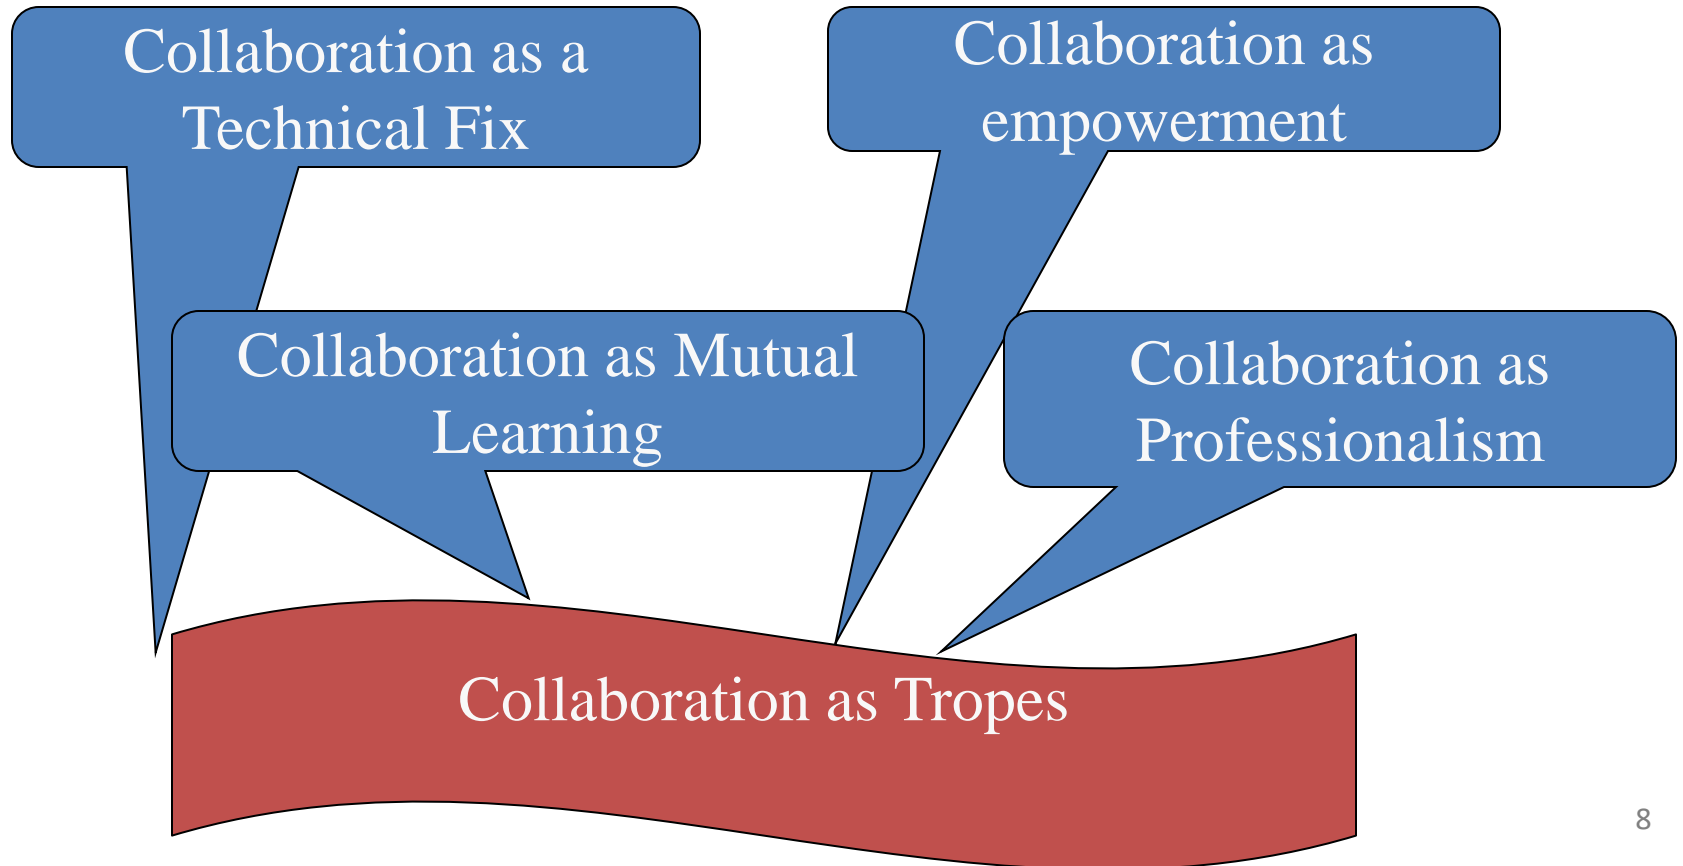 Collaboration as a
Technical Fix
Collaboration as
empowerment
Collaboration as Mutual
Learning
Collaboration as
Professionalism
Collaboration as Tropes
8